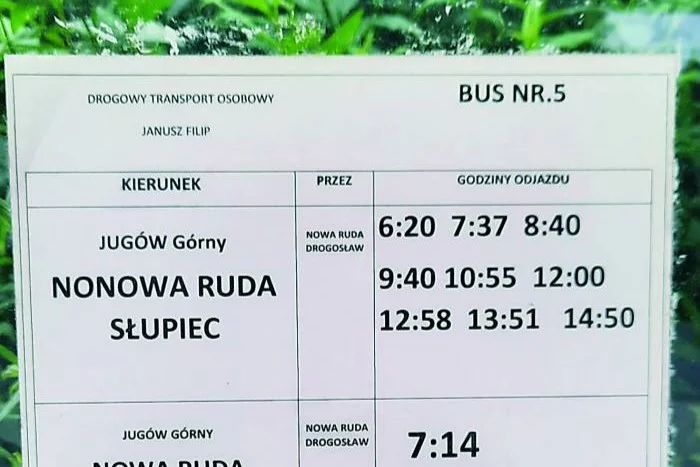 DROGOWY TRANSPORT OSOBOWY
BUS NR.5
JANUSZ FILIP
KIERUNEK
PRZEZ
GODZINY ODJAZDU
JUGÓW Górny
NONOWA RUDA
SŁUPIEC
NOWA RUDA
DROGOSŁAW
6:20 7:37 8:40
9:40 10:55 12:00
12:58 13:51 14:50
JUGÓW GÓRNY
NOWA RUDA
NOWA RUDA
DROGOSŁAW
7:14